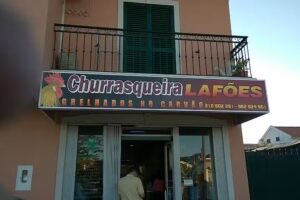 Churrasqueira LAFÕES
GRELHADOS NO CARVÃO